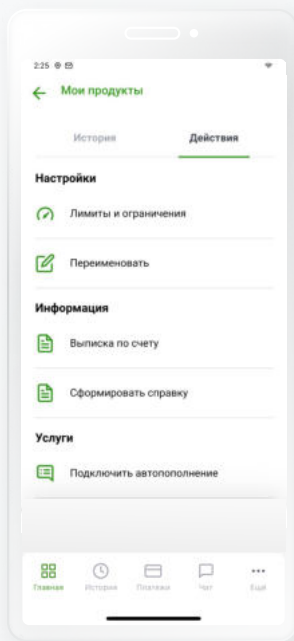 2:25
Мои продукты
История Действия
Настройки
Лимиты и ограничения
Переименовать
Информация
Выписка по счету
Сформировать справку
Услуги
Подключить автопополнение
Главная История Платежи Чат Ещё